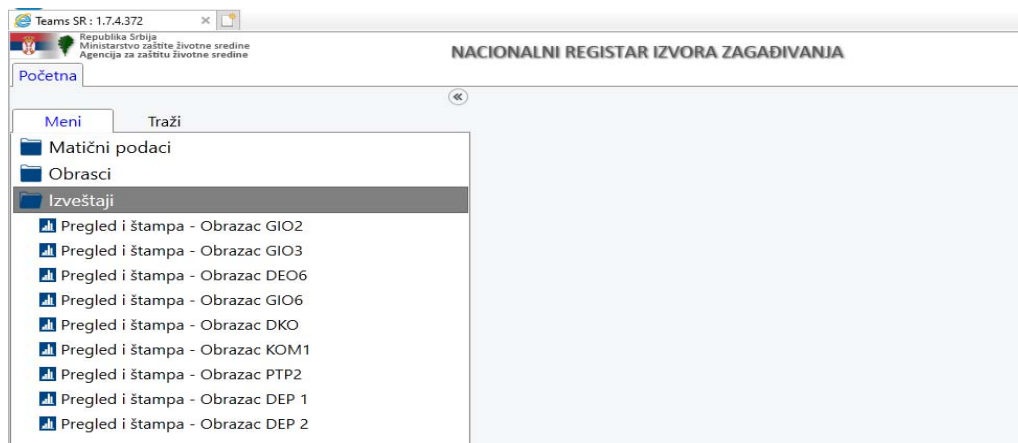 Teams SR : 1.7.4.372
Republika Srbija
Ministarstvo zaštite životne sredine
Agencija za zaštitu životne sredine
NACIONALNI REGISTAR IZVORA ZAGAĐIVANJA
Početna
Meni
Traži
Matični podaci
Obrasci
Izveštaji
Pregled i štampa - Obrazac GIO2
Pregled i štampa - Obrazac GIO3
Pregled i štampa - Obrazac DEO6
Pregled i štampa - Obrazac GIO6
Pregled i štampa - Obrazac DKO
Pregled i štampa - Obrazac KOM1
Pregled i štampa - Obrazac PTP2
Pregled i štampa - Obrazac DEP 1
Pregled i štampa - Obrazac DEP 2